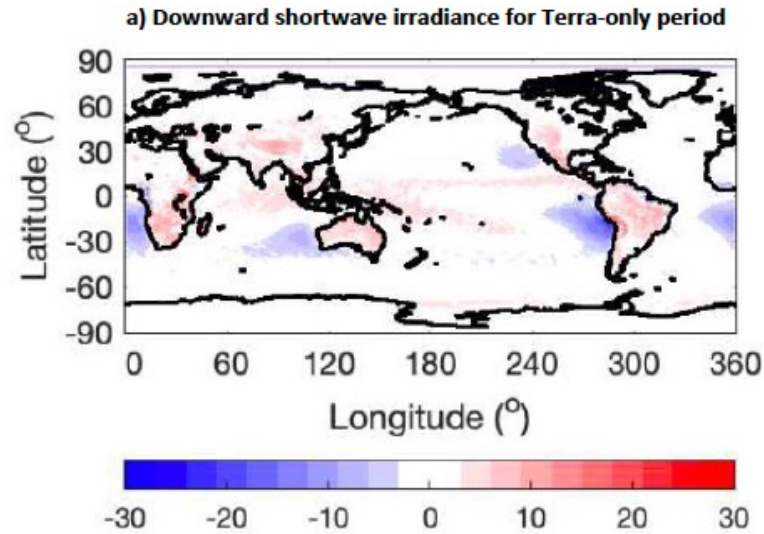 a) Downward shortwave irradiance for Terra-only period
90
60
30
0
-30
-60
-90
Latitude (°)
0 60 120 180 240 300 360
Longitude (°)
-30 -20 -10 0 10 20 30